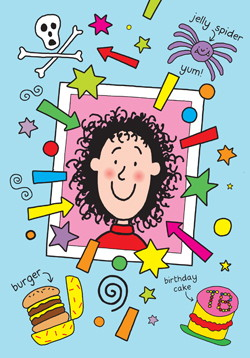 jelly spider
yum!
burger
birthday
cake
TB